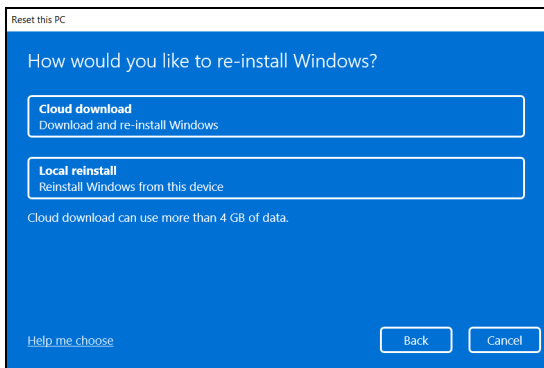 Reset this PC
How would you like to re-install Windows?
Cloud download
Download and re-install Windows
Local reinstall
Reinstall Windows from this device
Cloud download can use more than 4 GB of data.
Help me choose
Back
Cancel